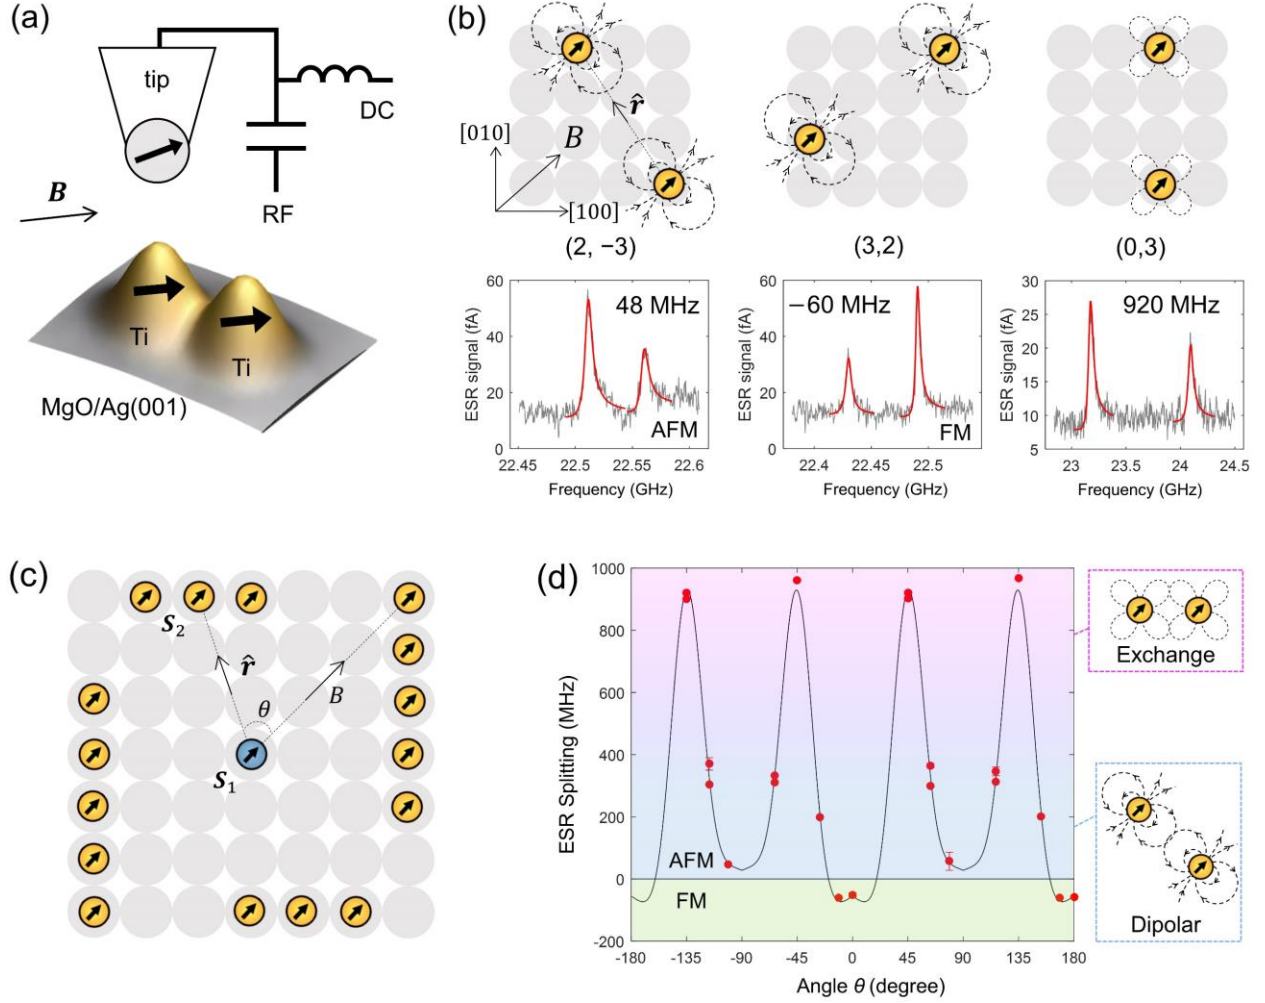 (a)
tip
DC
RF
B
Ti
Ti
MgO/Ag(001)
(b)
[010]
B
r̂
[100]
(2, −3)
(3,2)
(0,3)
60
40
20
0
ESR signal (fA)
48 MHz
AFM
22.45 22.5 22.55 22.6
Frequency (GHz)
60
40
20
0
ESR signal (fA)
−60 MHz
FM
22.4 22.45 22.5
Frequency (GHz)
30
25
20
15
10
5
ESR signal (fA)
920 MHz
23 23.5 24 24.5
Frequency (GHz)
(c)
S₂
r̂
B
θ
S₁
(d)
1000
800
600
400
200
0
-200
ESR Splitting (MHz)
AFM
FM
-180 -135 -90 -45 0 45 90 135 180
Angle θ (degree)
Exchange
Dipolar